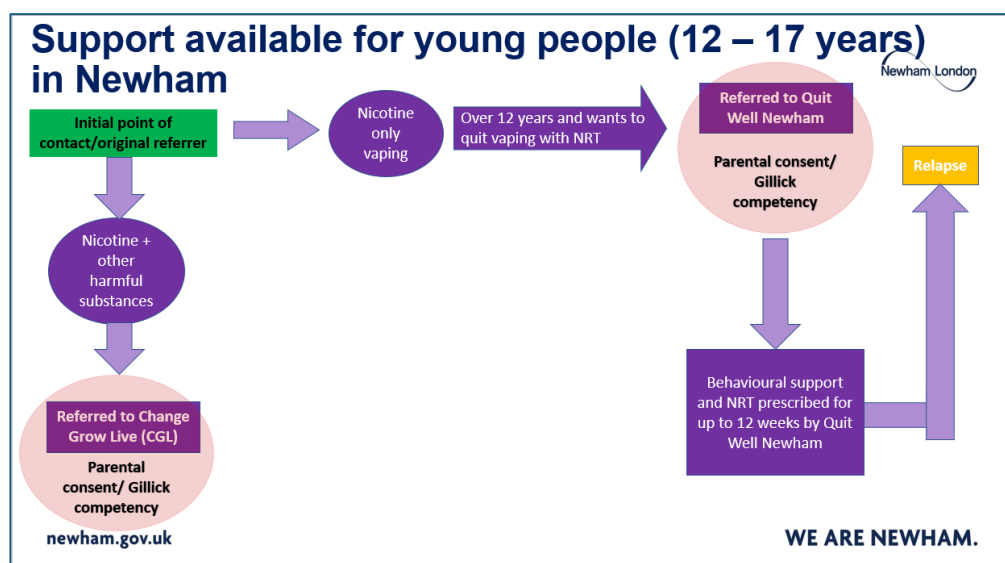 Support available for young people (12 – 17 years)
in Newham
Newham London
Initial point of
contact/original referrer
Nicotine
only
vaping
Over 12 years and wants to
quit vaping with NRT
Referred to Quit
Well Newham
Parental consent/
Gillick
competency
Relapse
Nicotine +
other
harmful
substances
Behavioural support
and NRT prescribed for
up to 12 weeks by Quit
Well Newham
Referred to Change
Grow Live (CGL)
Parental
consent/ Gillick
competency
newham.gov.uk
WE ARE NEWHAM.